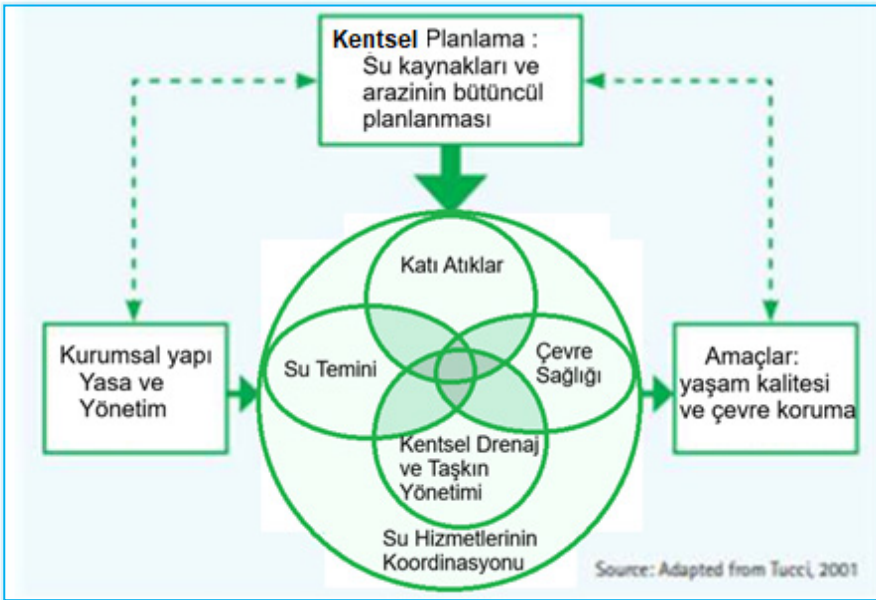 Kentsel Planlama :
Su kaynakları ve
arazinin bütüncül
planlanması
Katı Atıklar
Kurumsal yapı
Yasa ve
Yönetim
Su Temini
Çevre
Sağlığı
Amaçlar:
yaşam kalitesi
ve çevre koruma
Kentsel Drenaj
ve Taşkın
Yönetimi
Su Hizmetlerinin
Koordinasyonu
Source: Adapted from Tucci, 2001